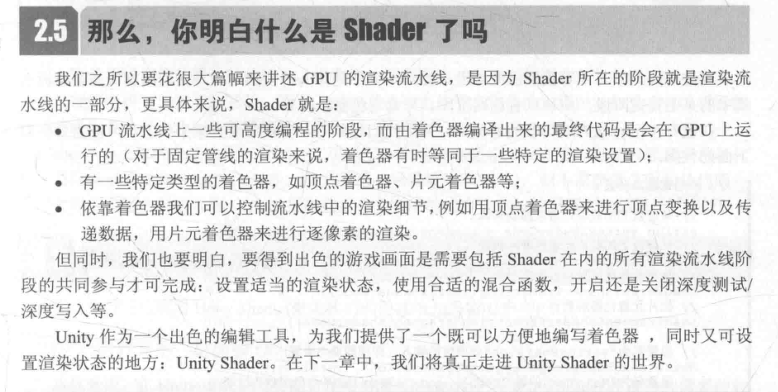 2.5 那么，你明白什么是 Shader 了吗
我们之所以要花很大篇幅来讲述 GPU 的渲染流水线，是因为 Shader 所在的阶段就是渲染流
水线的一部分，更具体来说，Shader 就是：
● GPU 流水线上一些可高度编程的阶段，而由着色器编译出来的最终代码是会在 GPU 上运
行的（对于固定管线的渲染来说，着色器有时等同于一些特定的渲染设置）；
● 有一些特定类型的着色器，如顶点着色器、片元着色器等；
● 依靠着色器我们可以控制流水线中的渲染细节，例如用顶点着色器来进行顶点变换以及传
递数据，用片元着色器来进行逐像素的渲染。
但同时，我们也要明白，要得到出色的游戏画面是需要包括 Shader 在内的所有渲染流水线阶
段的共同参与才可完成：设置适当的渲染状态，使用合适的混合函数，开启还是关闭深度测试/
深度写入等。
Unity 作为一个出色的编辑工具，为我们提供了一个既可以方便地编写着色器，同时又可设
置渲染状态的地方：Unity Shader。在下一章中，我们将真正走进 Unity Shader 的世界。